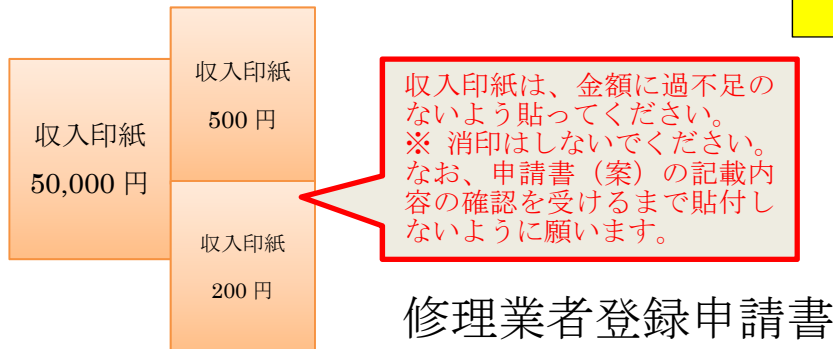 収入印紙
50,000 円
収入印紙
500 円
収入印紙
200 円
収入印紙は、金額に過不足の
ないよう貼ってください。
※ 消印はしないでください。
なお、申請書（案）の記載内
容の確認を受けるまで貼付し
ないように願います。
修理業者登録申請書